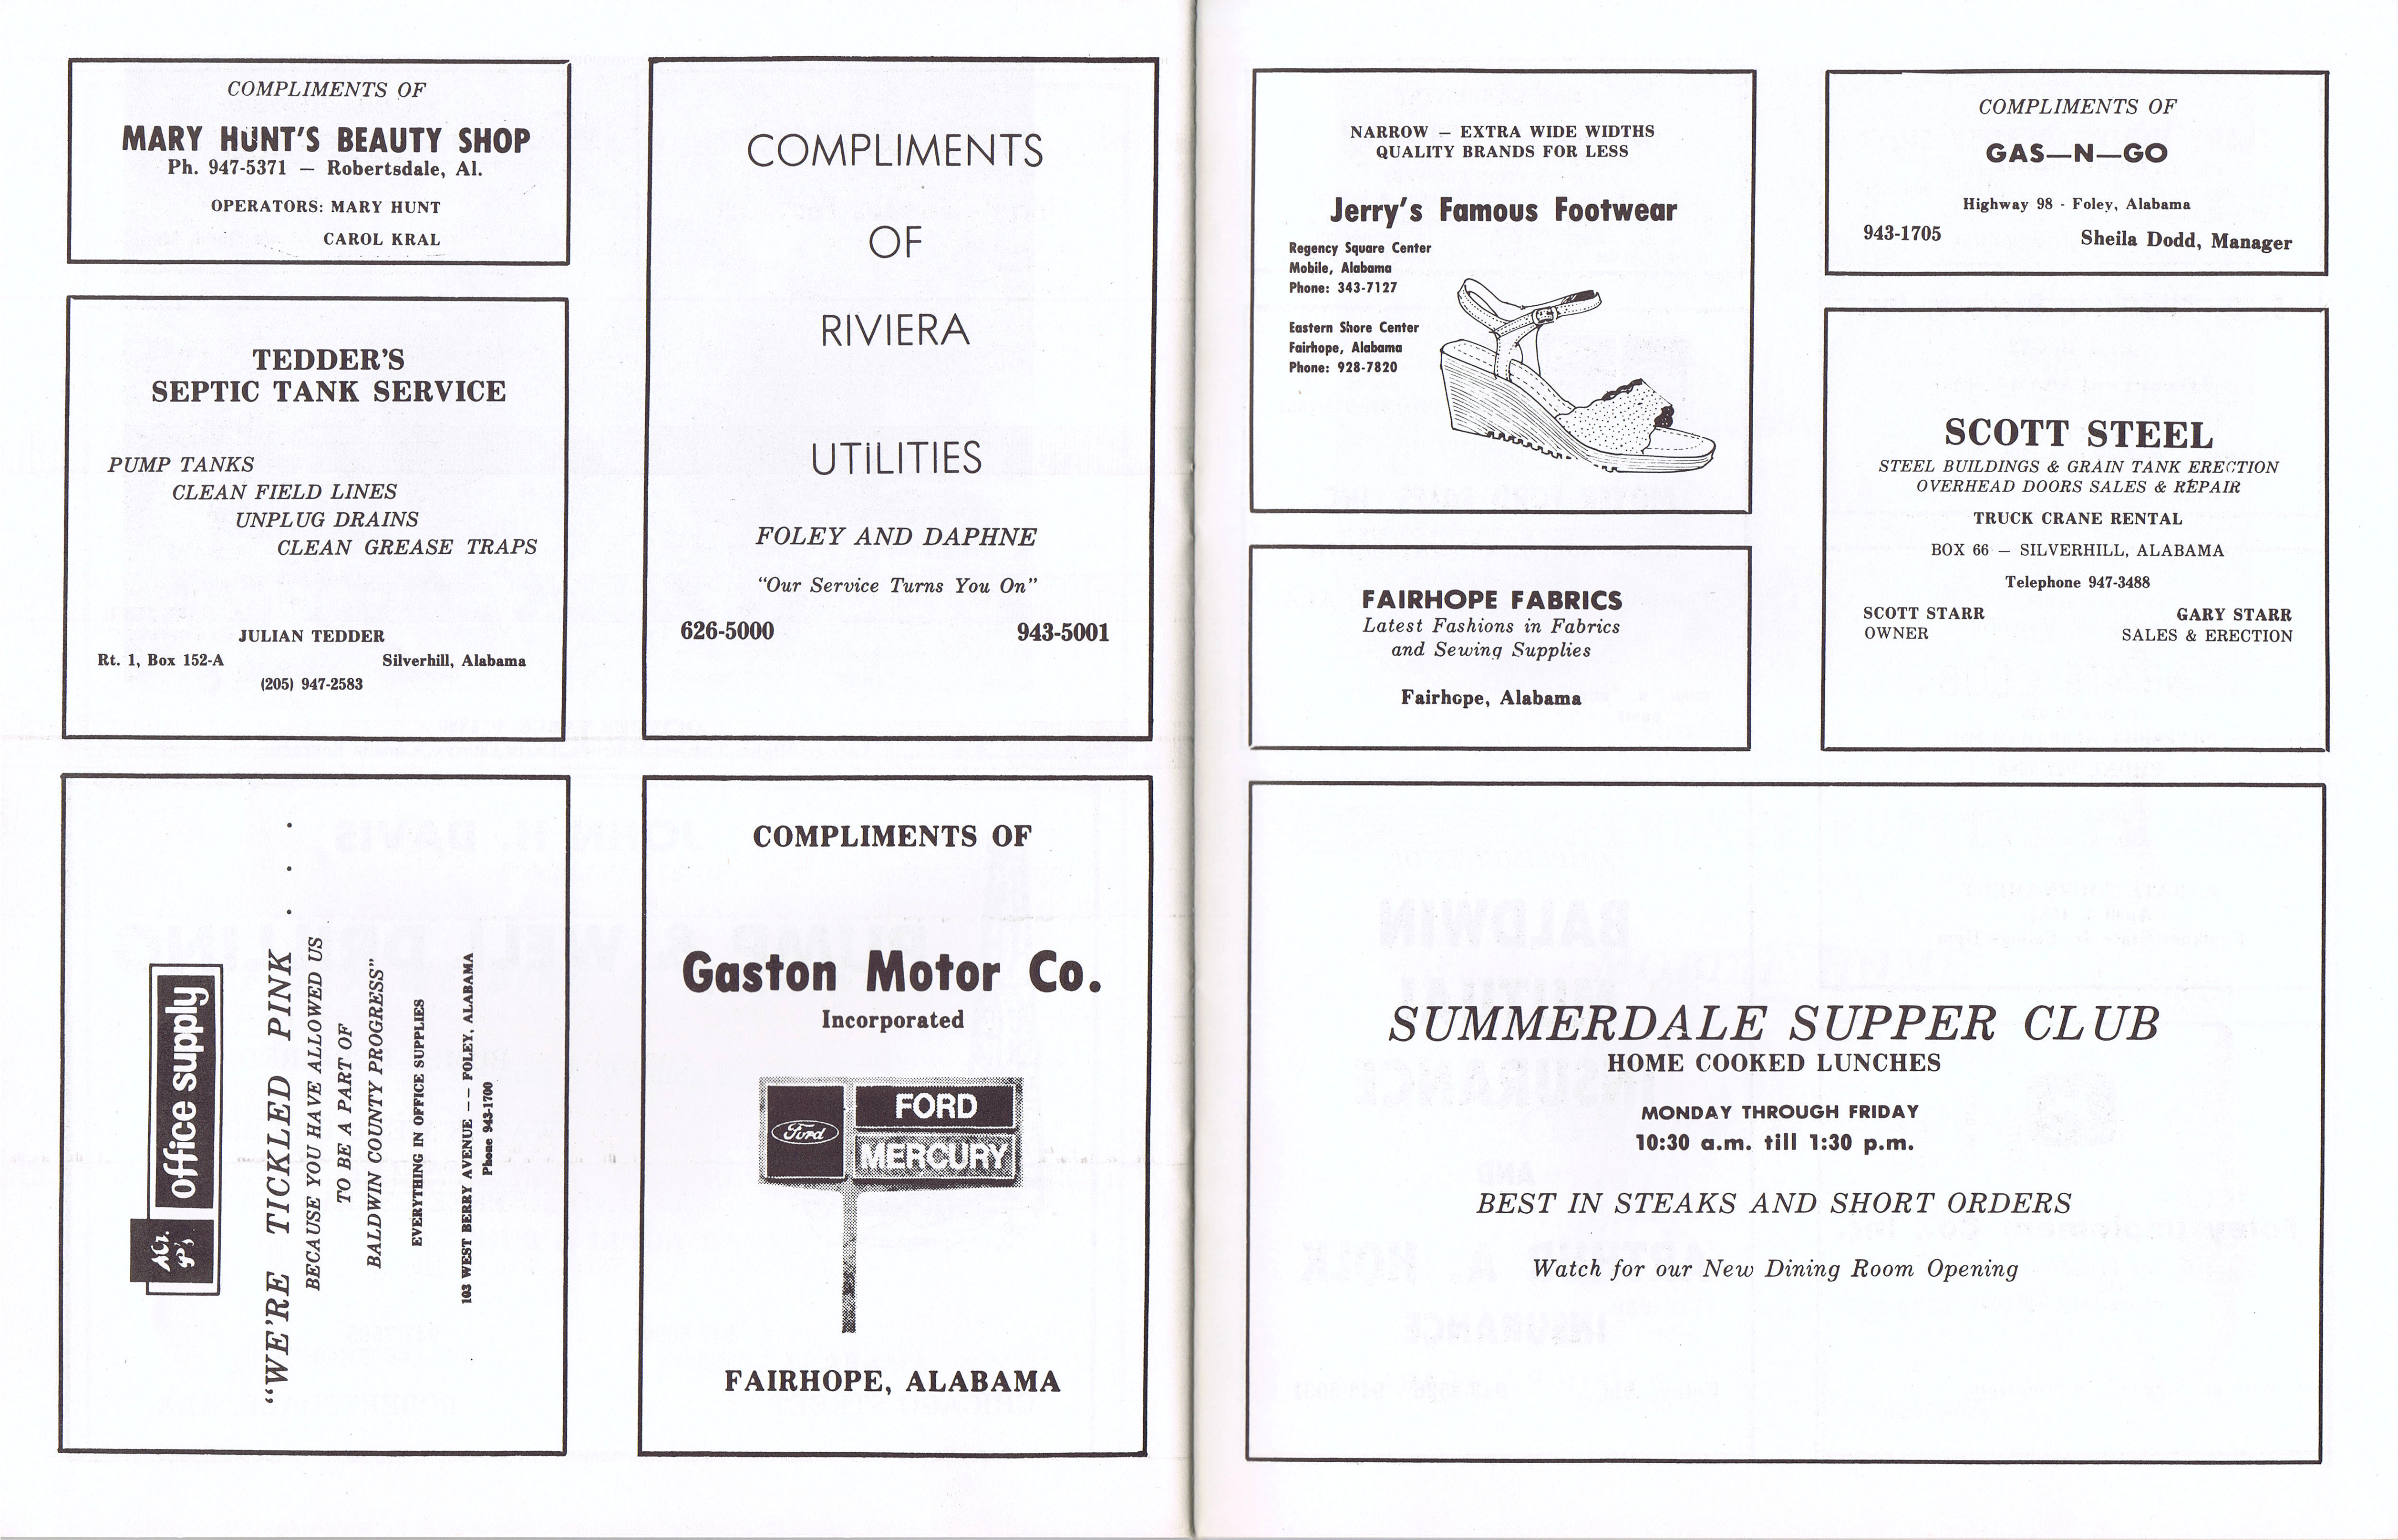 COMPLIMENTS OF
MARY HUNT'S BEAUTY SHOP
Ph. 947-5371 — Robertsdale, Al.
OPERATORS: MARY HUNT
CAROL KRAL
TEDDER'S
SEPTIC TANK SERVICE
PUMP TANKS
CLEAN FIELD LINES
UNPLUG DRAINS
CLEAN GREASE TRAPS
JULIAN TEDDER
Rt. 1, Box 152-A Silverhill, Alabama
(205) 947-2583
COMPLIMENTS
OF
RIVIERA
UTILITIES
FOLEY AND DAPHNE
"Our Service Turns You On"
626-5000 943-5001
Mr. P's office supply
"WE'RE TICKLED PINK . . .
BECAUSE YOU HAVE ALLOWED US
TO BE A PART OF
BALDWIN COUNTY PROGRESS"
EVERYTHING IN OFFICE SUPPLIES
103 WEST BERRY AVENUE -- FOLEY, ALABAMA
Phone 943-1700
COMPLIMENTS OF
Gaston Motor Co.
Incorporated
Ford
FORD
MERCURY
FAIRHOPE, ALABAMA
NARROW — EXTRA WIDE WIDTHS
QUALITY BRANDS FOR LESS
Jerry's Famous Footwear
Regency Square Center
Mobile, Alabama
Phone: 343-7127
Eastern Shore Center
Fairhope, Alabama
Phone: 928-7820
COMPLIMENTS OF
GAS—N—GO
Highway 98 - Foley, Alabama
943-1705 Sheila Dodd, Manager
FAIRHOPE FABRICS
Latest Fashions in Fabrics
and Sewing Supplies
Fairhope, Alabama
SCOTT STEEL
STEEL BUILDINGS & GRAIN TANK ERECTION
OVERHEAD DOORS SALES & REPAIR
TRUCK CRANE RENTAL
BOX 66 — SILVERHILL, ALABAMA
Telephone 947-3488
SCOTT STARR GARY STARR
OWNER SALES & ERECTION
SUMMERDALE SUPPER CLUB
HOME COOKED LUNCHES
MONDAY THROUGH FRIDAY
10:30 a.m. till 1:30 p.m.
BEST IN STEAKS AND SHORT ORDERS
Watch for our New Dining Room Opening